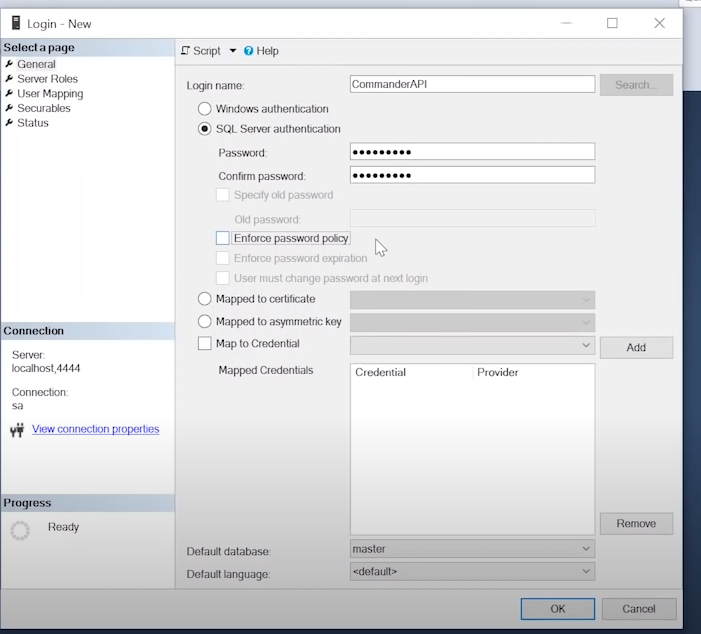 Login - New
Select a page
General
Server Roles
User Mapping
Securables
Status
Connection
Server:
localhost,4444
Connection:
sa
View connection properties
Progress
Ready
Script
Help
Login name:
CommanderAPI
Search...
Windows authentication
SQL Server authentication
Password:
●●●●●●●●●
Confirm password:
●●●●●●●●●
Specify old password
Old password:
Enforce password policy
Enforce password expiration
User must change password at next login
Mapped to certificate
Mapped to asymmetric key
Map to Credential
Add
Mapped Credentials
Credential Provider
Remove
Default database:
master
Default language:
<default>
OK
Cancel